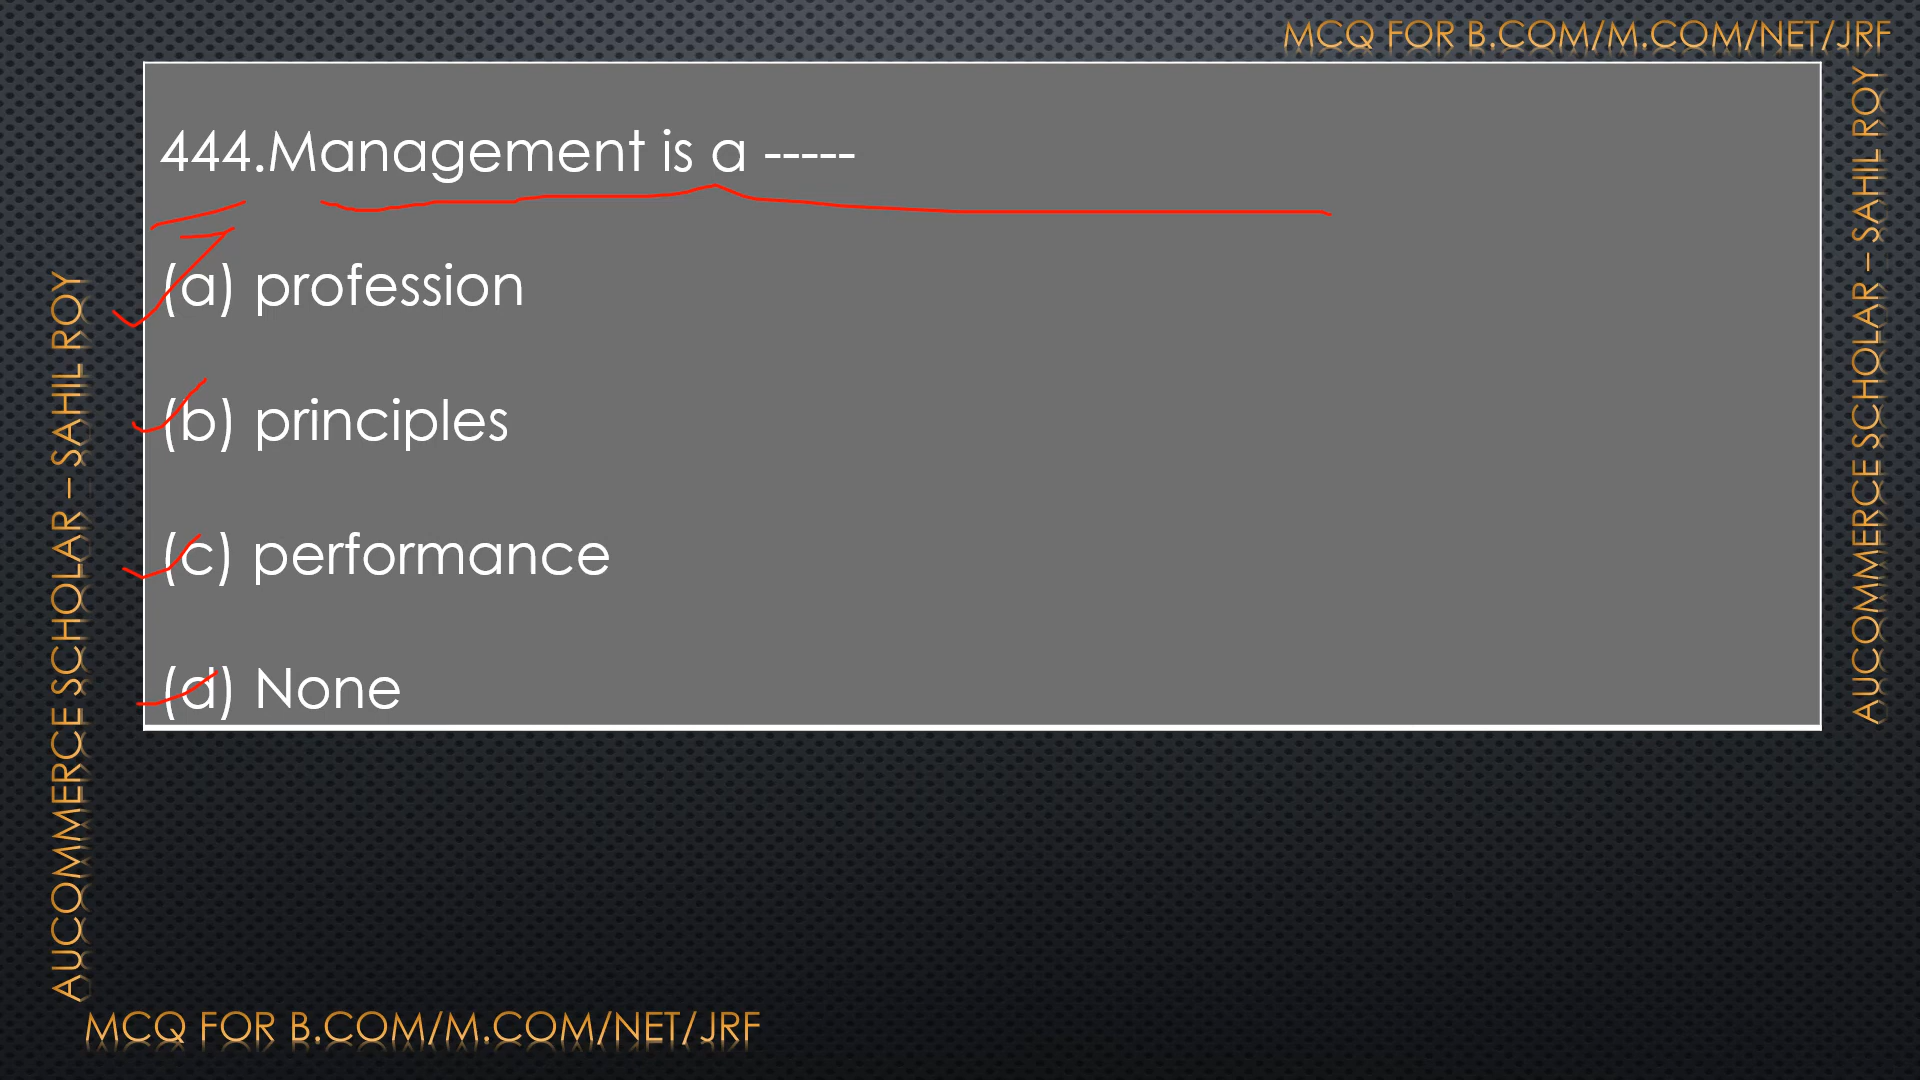 MCQ FOR B.COM/M.COM/NET/JRF
444.Management is a -----
(a) profession
(b) principles
(c) performance
(d) None
AUCOMMERCE SCHOLAR – SAHIL ROY
AUCOMMERCE SCHOLAR – SAHIL ROY
MCQ FOR B.COM/M.COM/NET/JRF